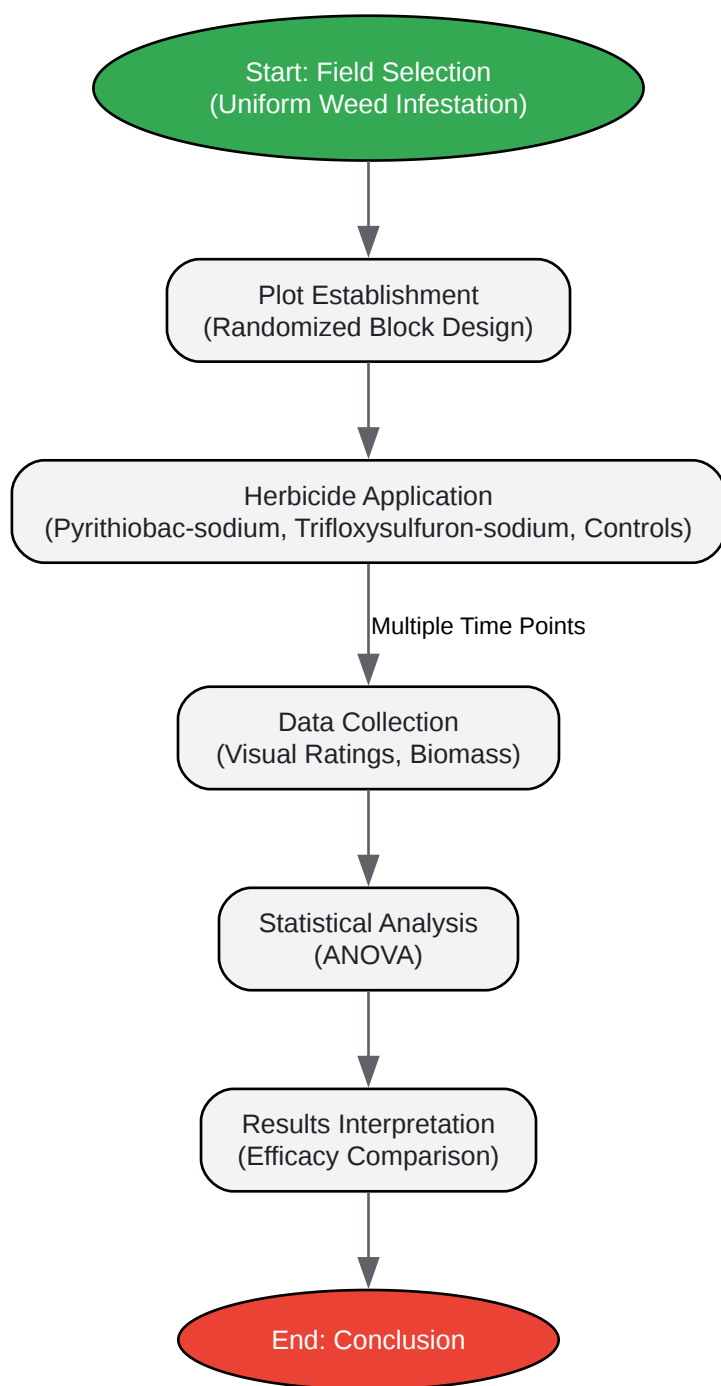 Start: Field Selection
(Uniform Weed Infestation)
Plot Establishment
(Randomized Block Design)
Herbicide Application
(Pyrithiobac-sodium, Trifloxysulfuron-sodium, Controls)
Multiple Time Points
Data Collection
(Visual Ratings, Biomass)
Statistical Analysis
(ANOVA)
Results Interpretation
(Efficacy Comparison)
End: Conclusion